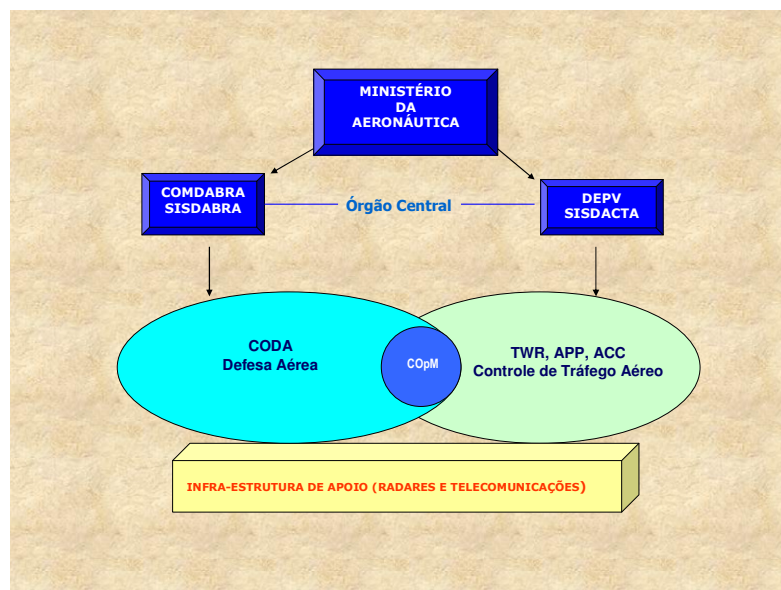 MINISTÉRIO
DA
AERONÁUTICA
COMDABRA
SISDABRA
Órgão Central
DEPV
SISDACTA
CODA
Defesa Aérea
COpM
TWR, APP, ACC
Controle de Tráfego Aéreo
INFRA-ESTRUTURA DE APOIO (RADARES E TELECOMUNICAÇÕES)